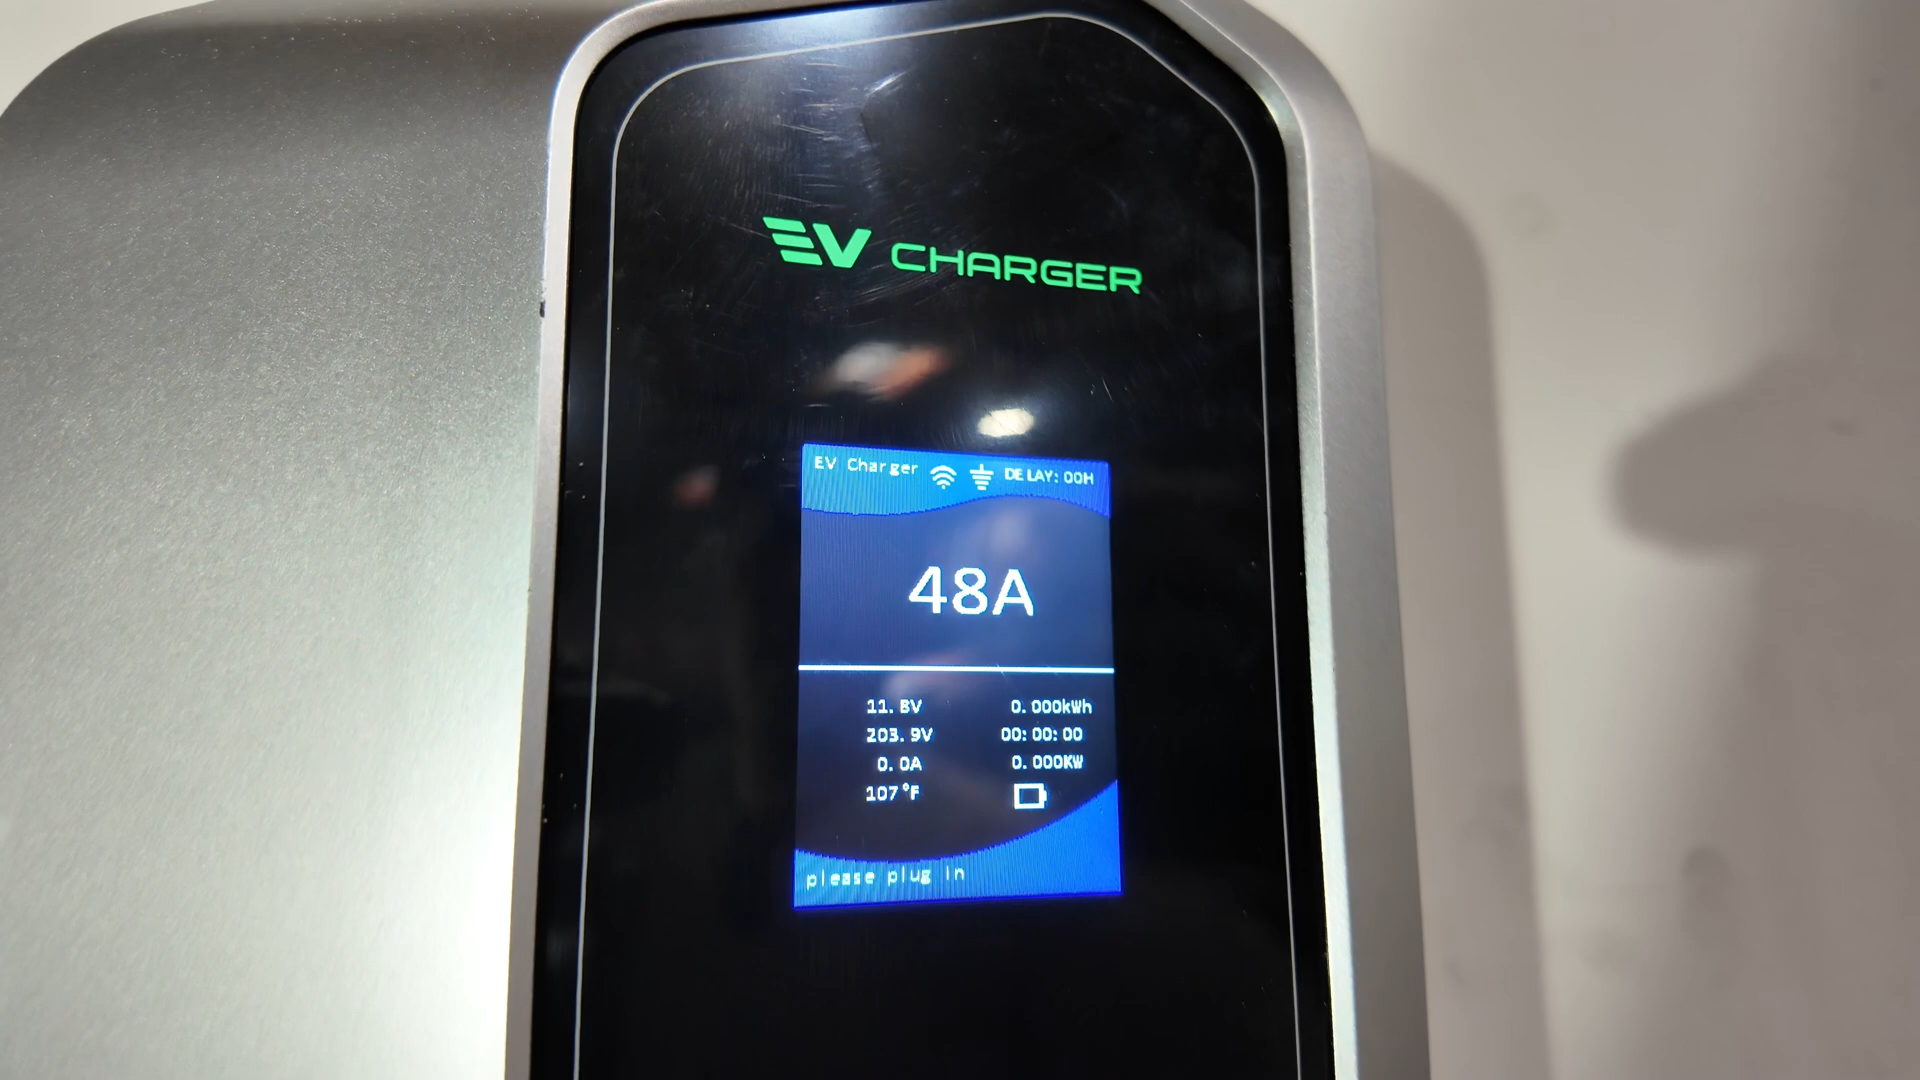 EV CHARGER
EV Charger DELAY: 00H
48A
11.8V 0.000kWh
203.9V 00:00:00
0.0A 0.000KW
107°F
please plug in